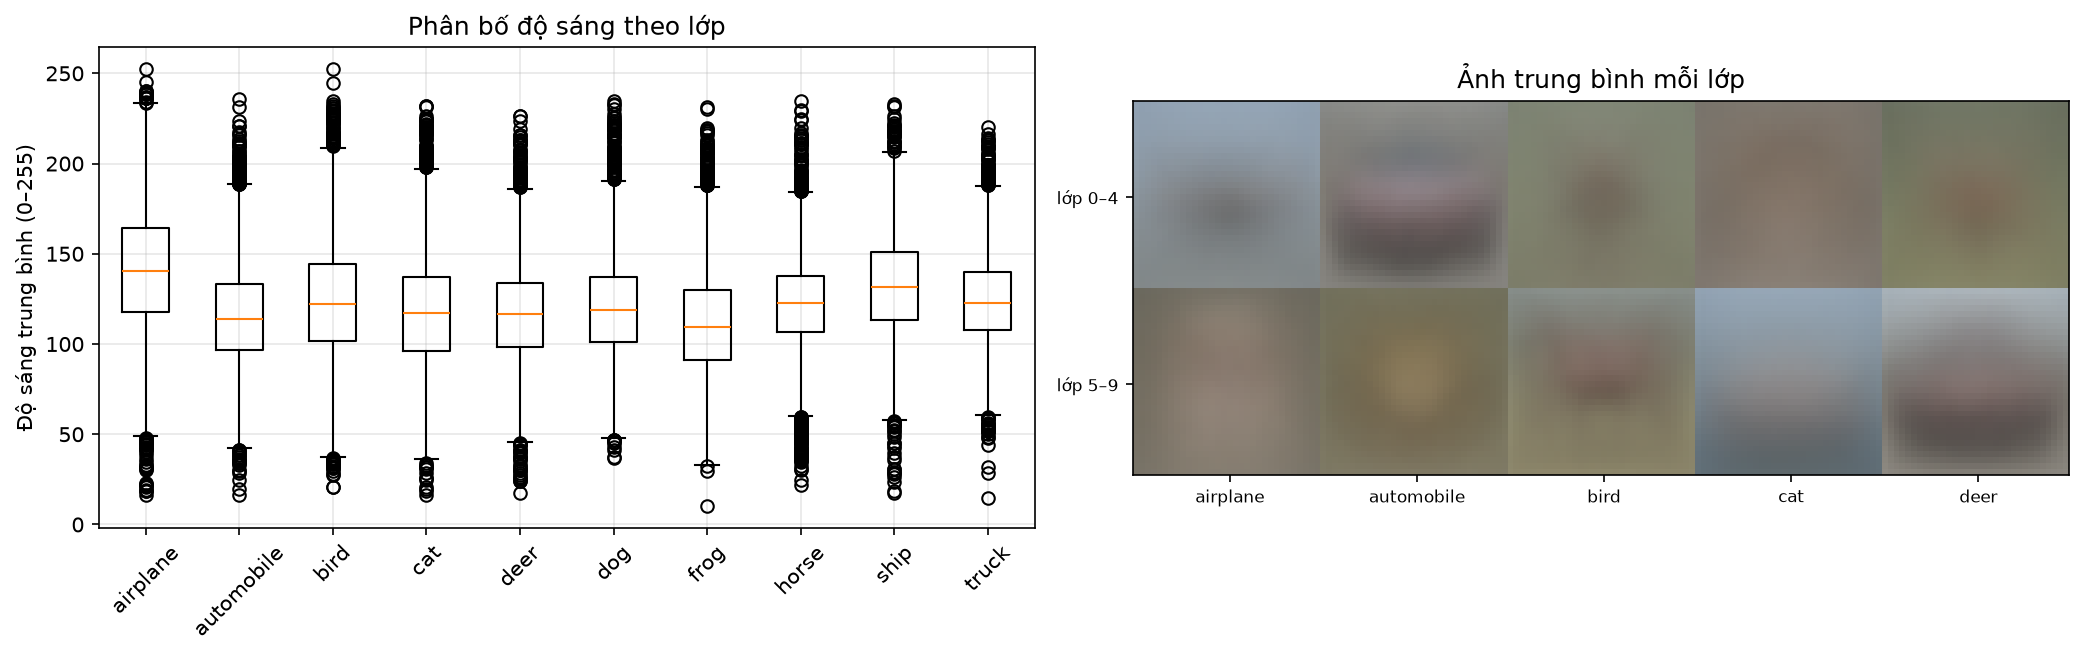 Phân bố độ sáng theo lớp
Độ sáng trung bình (0–255)
250
200
150
100
50
0
airplane
automobile
bird
cat
deer
dog
frog
horse
ship
truck
Ảnh trung bình mỗi lớp
lớp 0–4
lớp 5–9
airplane
automobile
bird
cat
deer